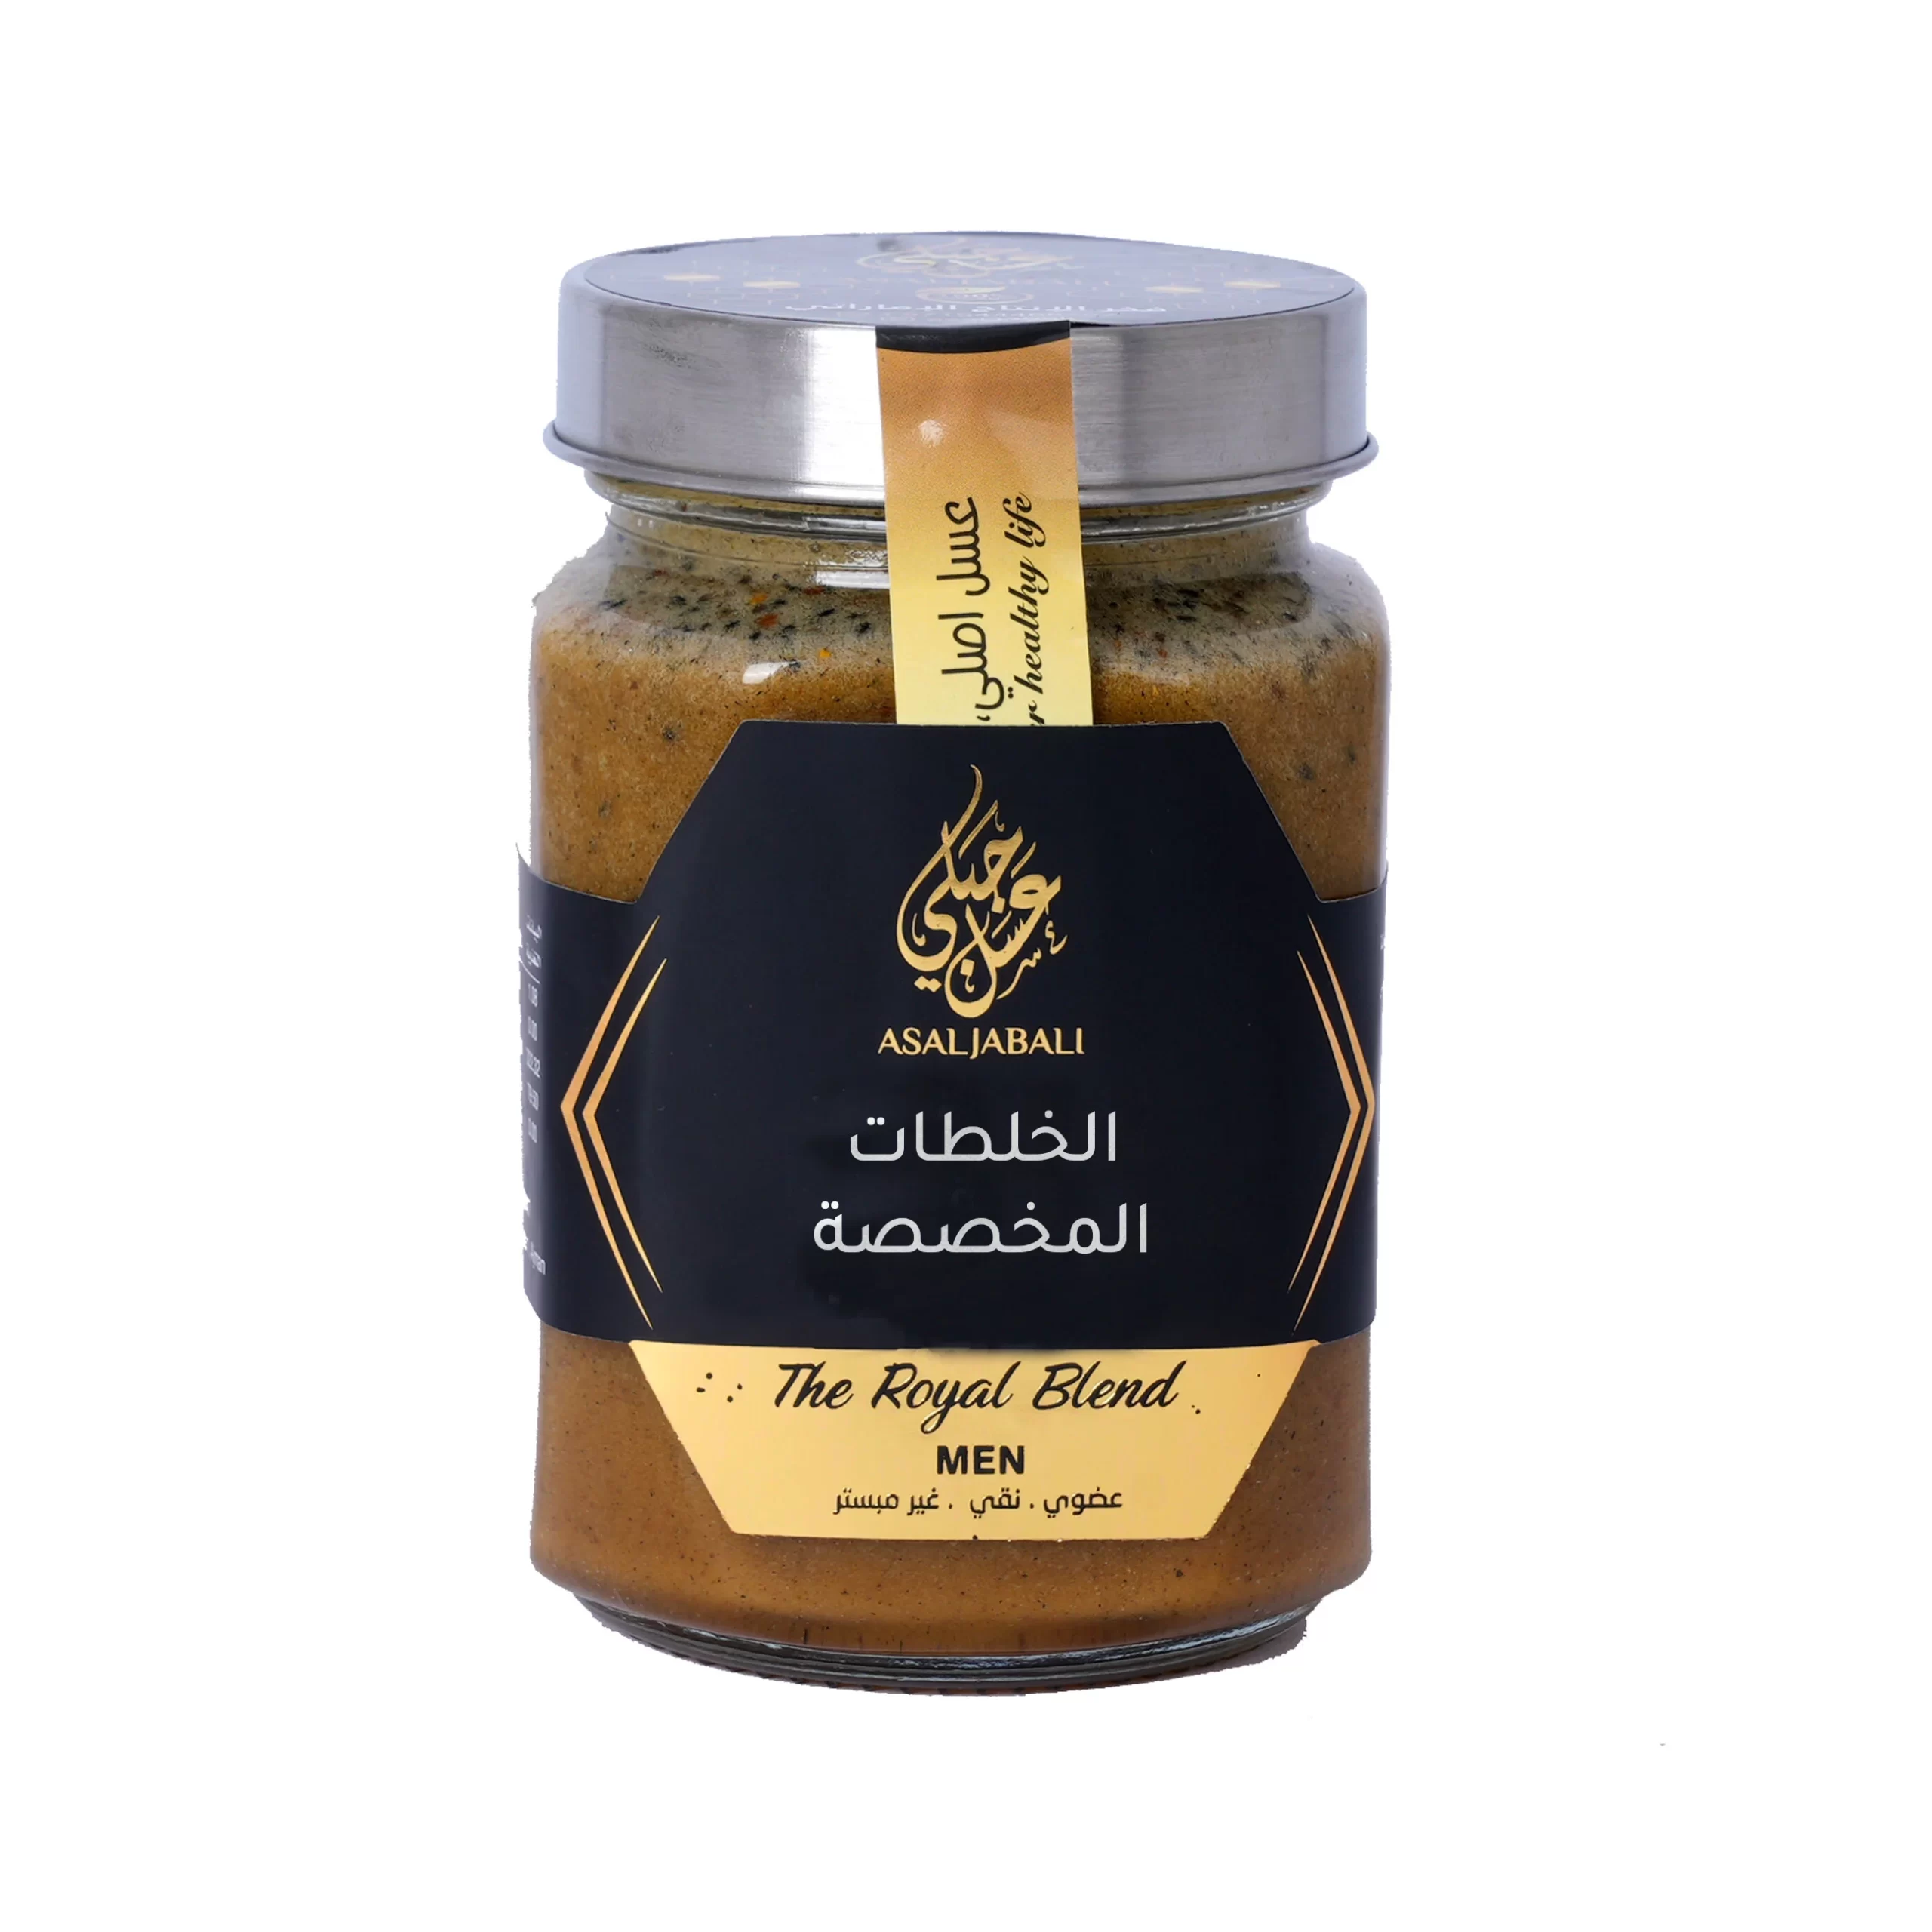 عسل اصلي
healthy life
عسل جبلي
ASALJABALI
الخلطات
المخصصة
The Royal Blend
MEN
عضوي . نقي . غير مبستر